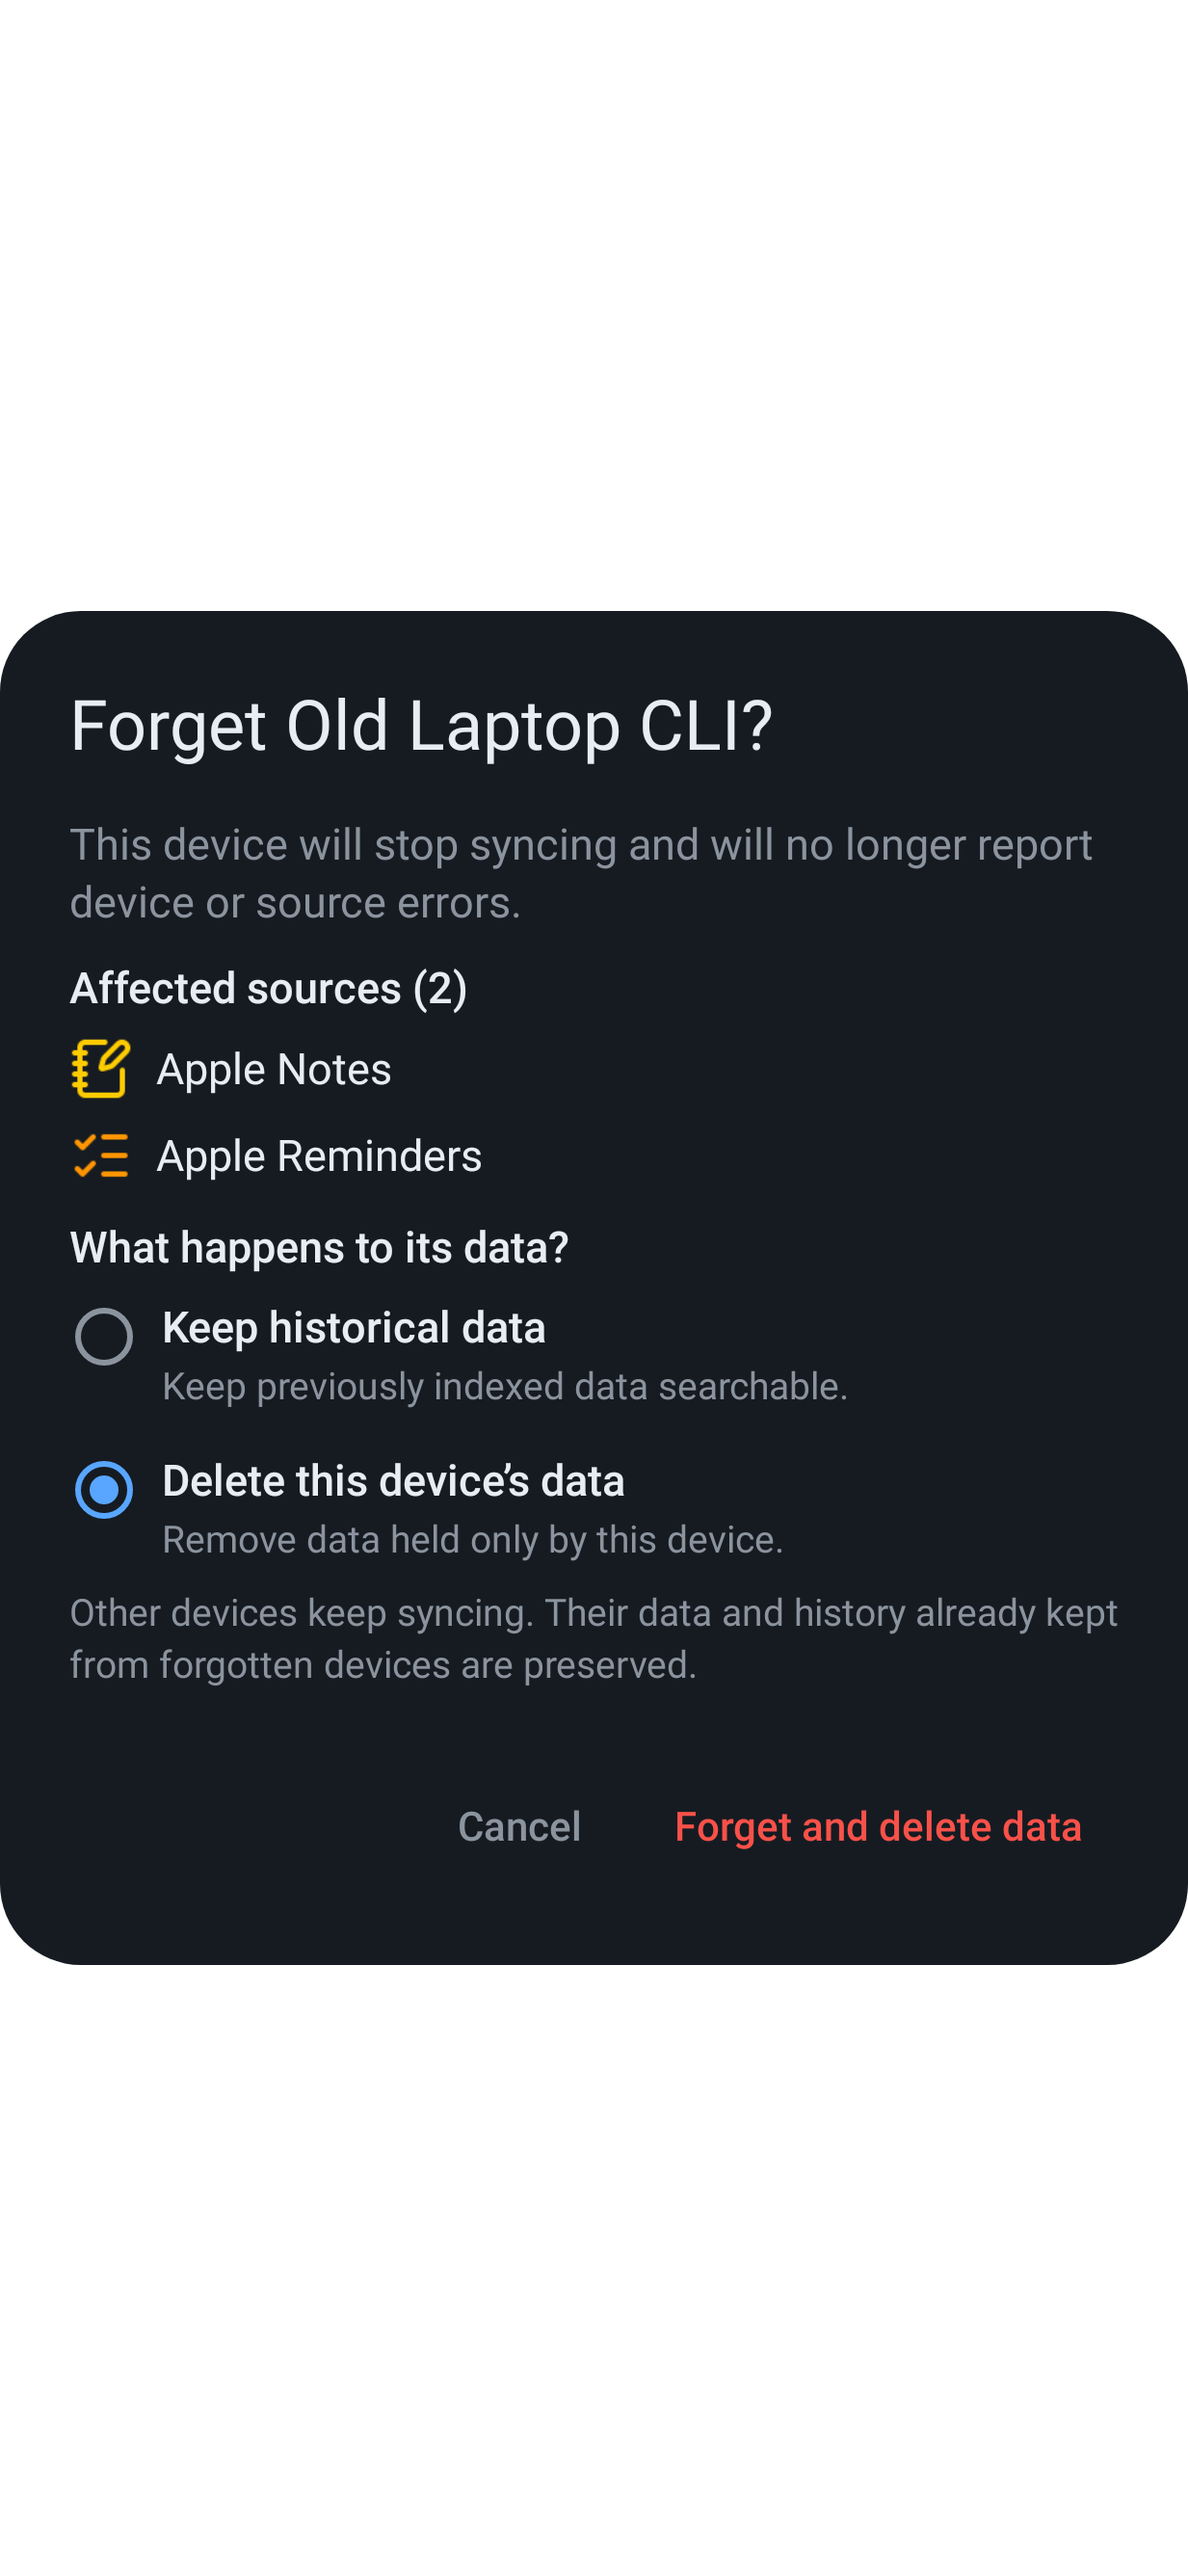 Forget Old Laptop CLI?
This device will stop syncing and will no longer report
device or source errors.
Affected sources (2)
Apple Notes
Apple Reminders
What happens to its data?
Keep historical data
Keep previously indexed data searchable.
Delete this device’s data
Remove data held only by this device.
Other devices keep syncing. Their data and history already kept
from forgotten devices are preserved.
Cancel
Forget and delete data